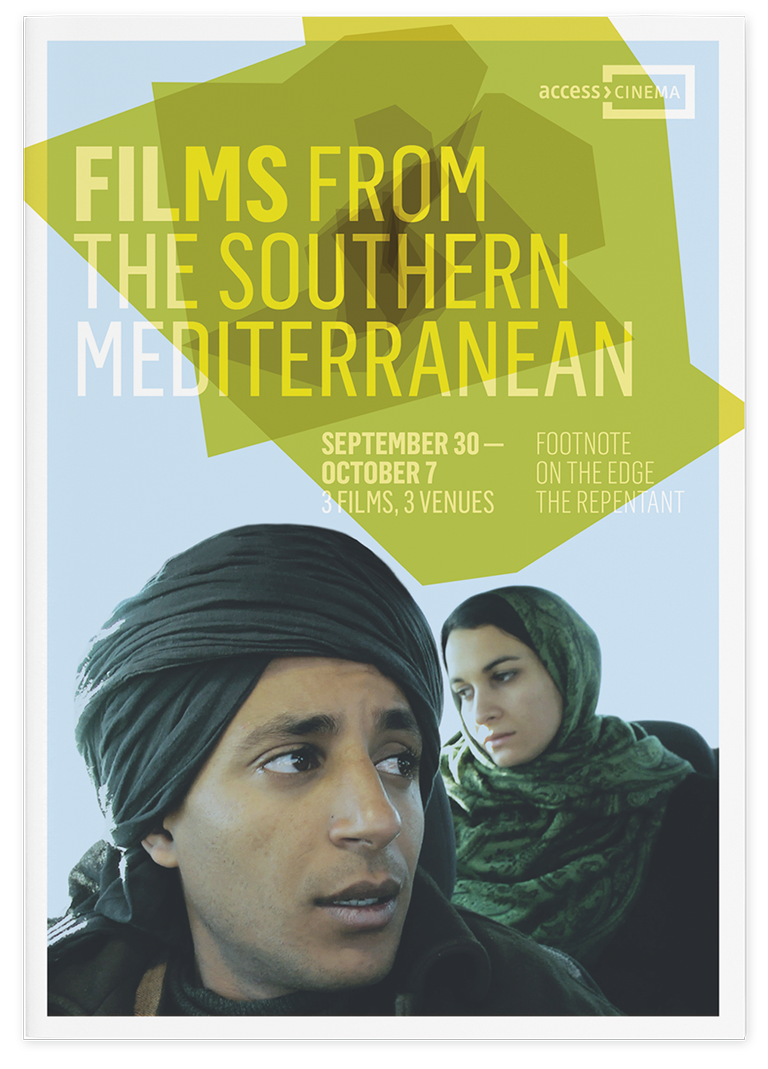 access›CINEMA
FILMS FROM
THE SOUTHERN
MEDITERRANEAN
SEPTEMBER 30 —
OCTOBER 7
3 FILMS, 3 VENUES
FOOTNOTE
ON THE EDGE
THE REPENTANT